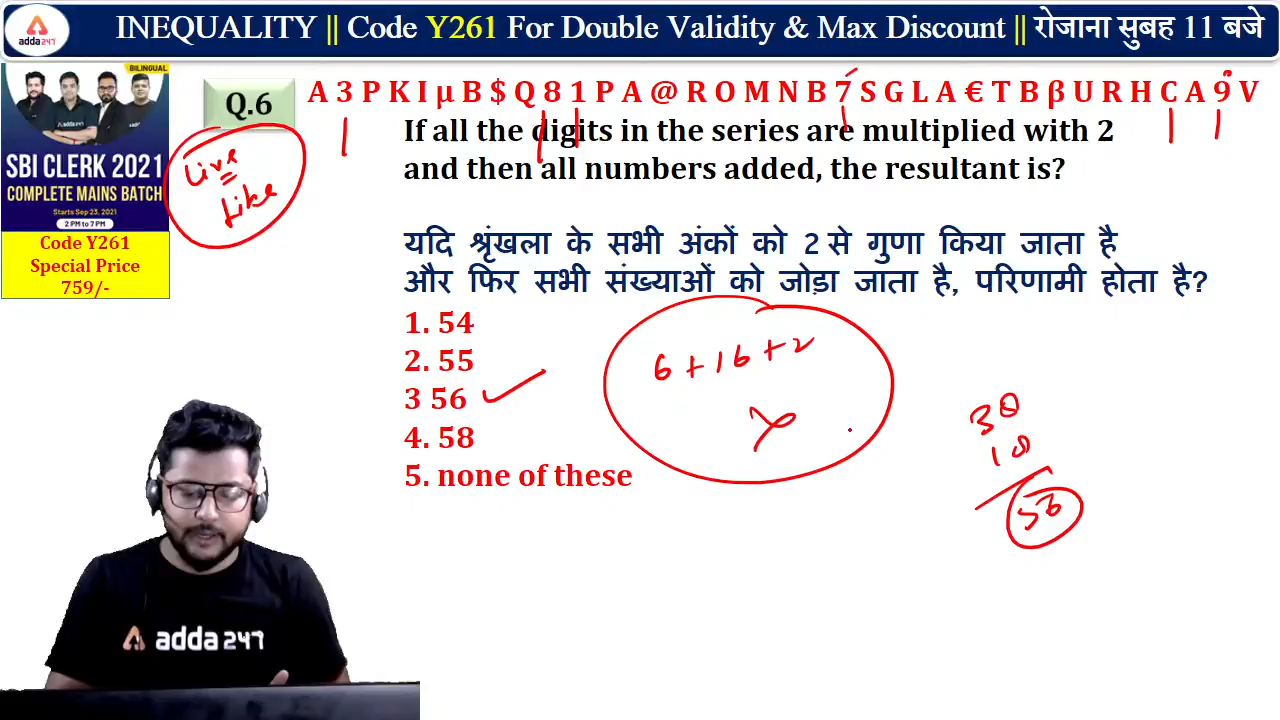 INEQUALITY || Code Y261 For Double Validity & Max Discount || रोजाना सुबह 11 बजे
adda247
BILINGUAL
SBI CLERK 2021
COMPLETE MAINS BATCH
Starts Sep 23, 2021
2 PM to 7 PM
Code Y261
Special Price
759/-
Q.6
A 3 P K I μ B $ Q 8 1 P A @ R O M N B 7 S G L A € T B β U R H C A 9 V
If all the digits in the series are multiplied with 2
and then all numbers added, the resultant is?
Live
Like
यदि श्रृंखला के सभी अंकों को 2 से गुणा किया जाता है
और फिर सभी संख्याओं को जोड़ा जाता है, परिणामी होता है?
1. 54
2. 55
3 56
4. 58
5. none of these
6 + 16 + 2
38
18
56
adda247